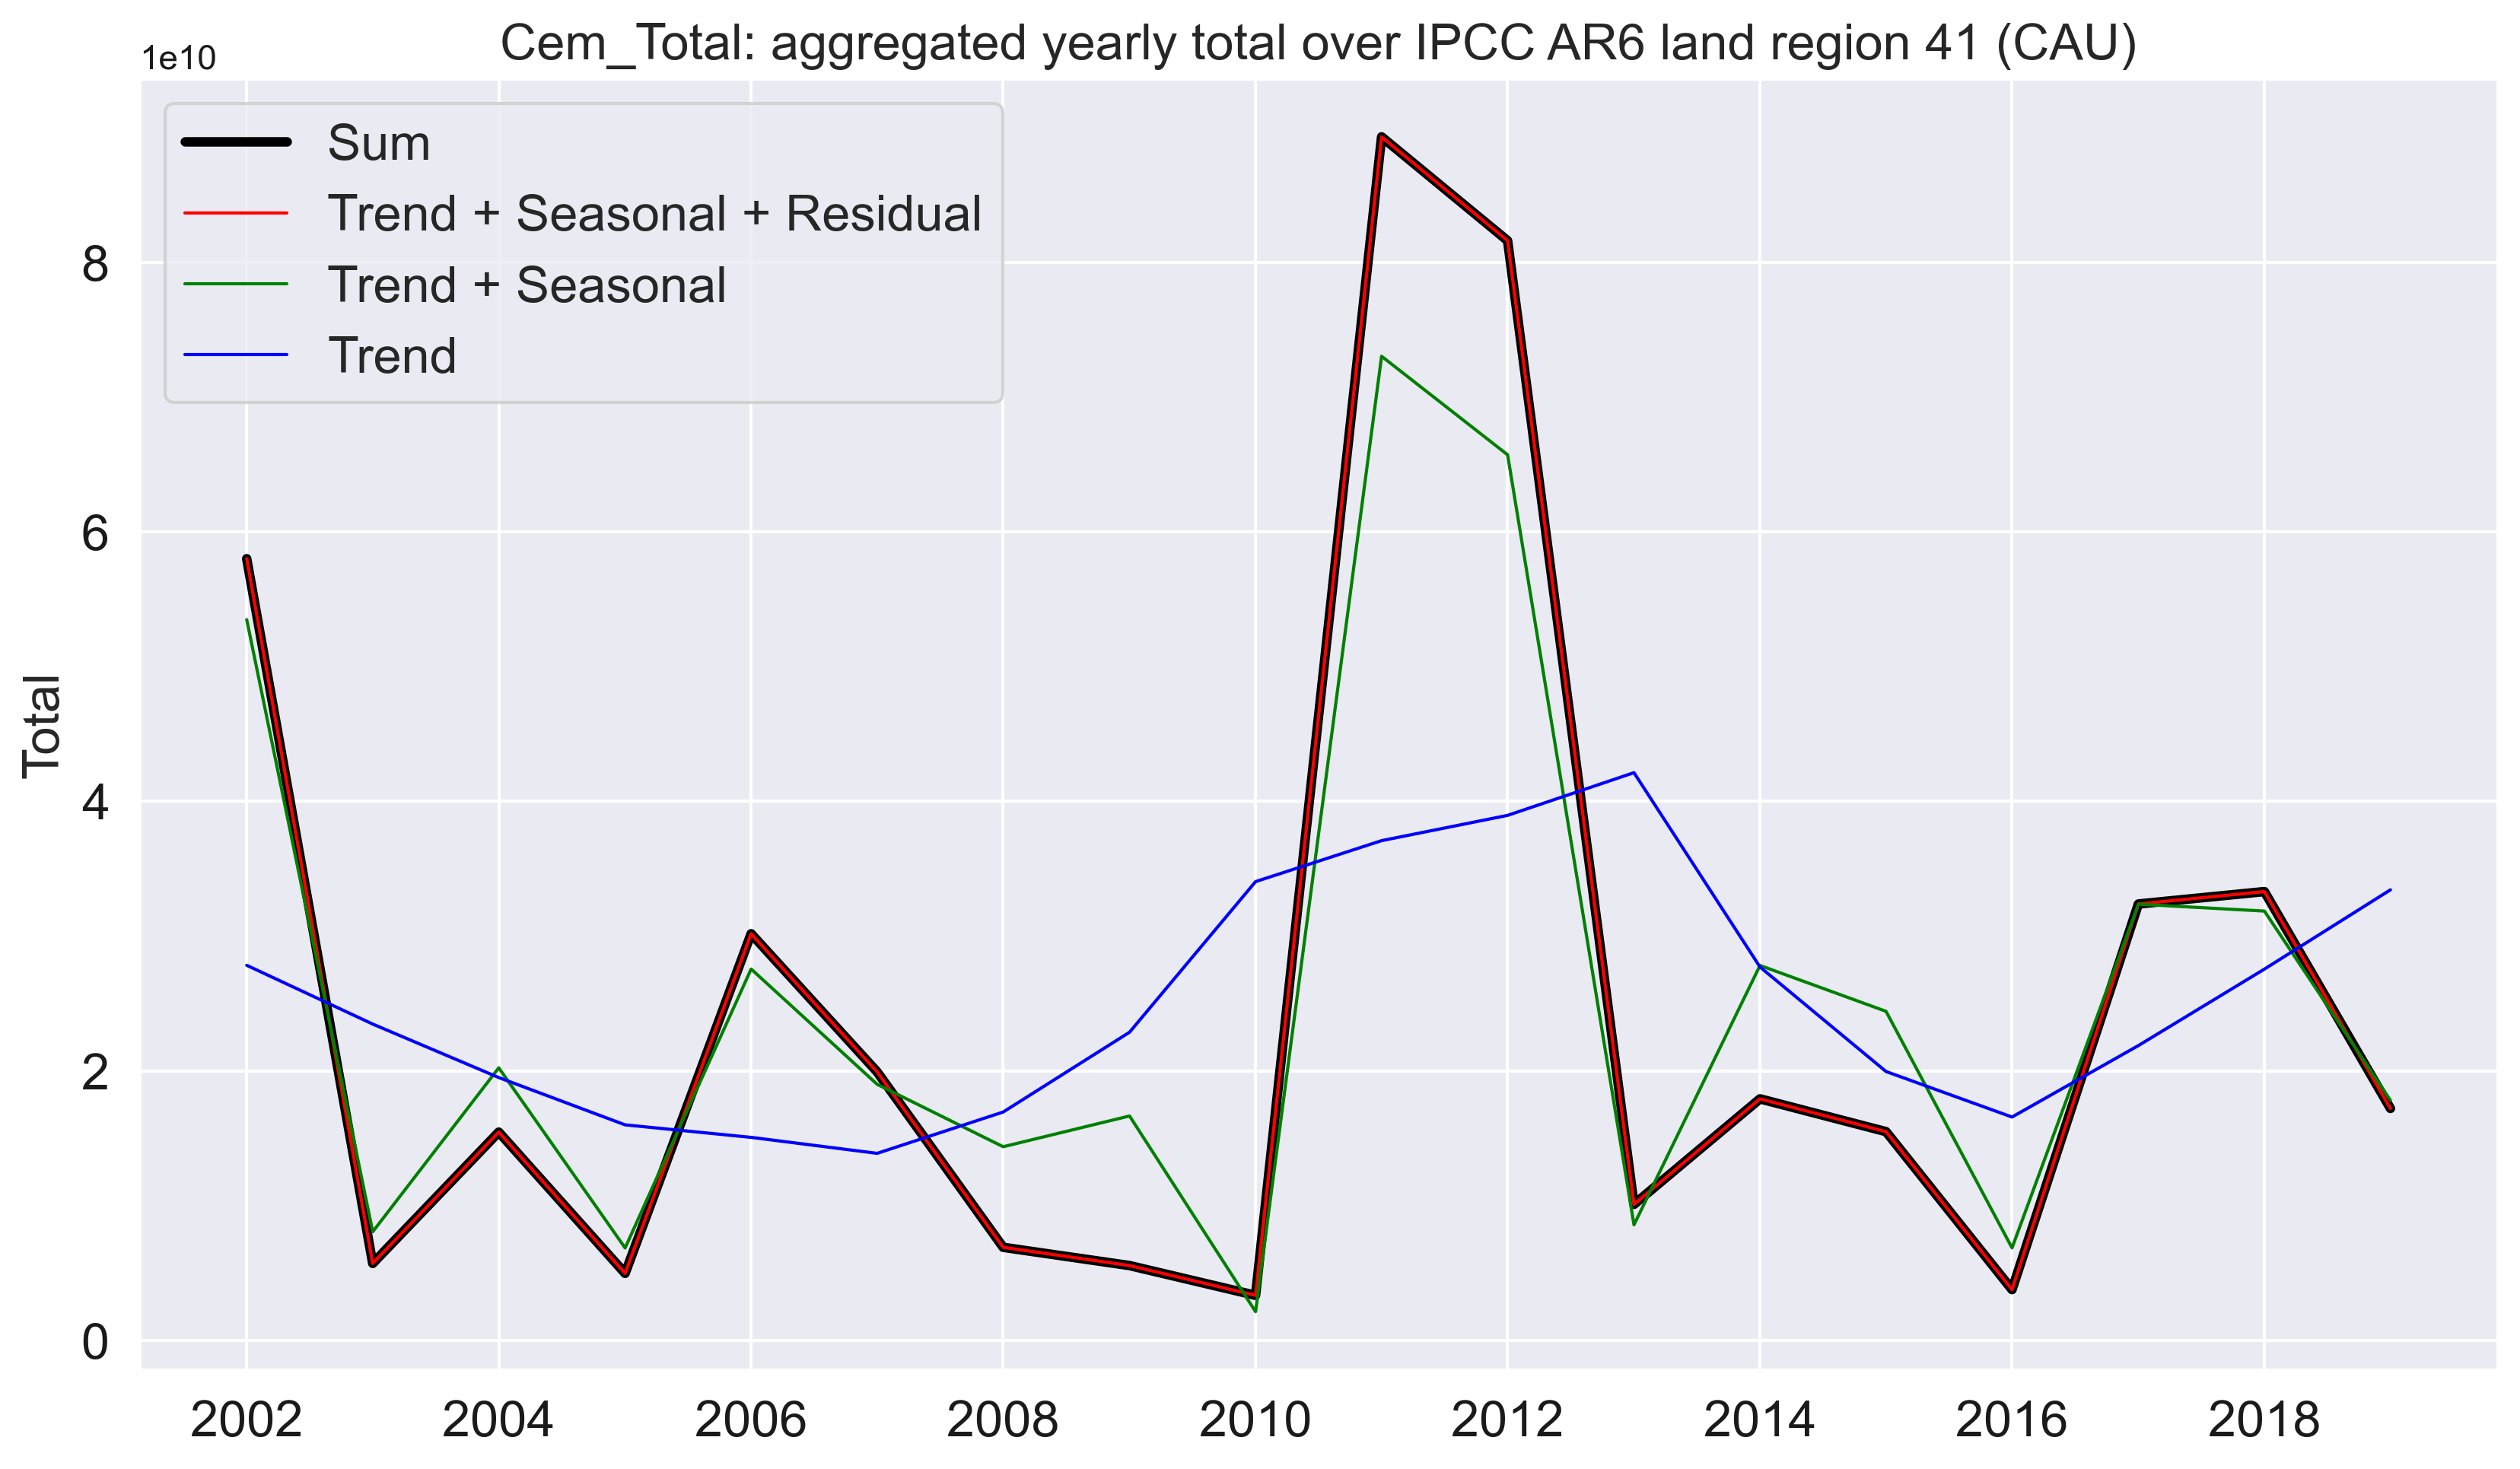 Cem_Total: aggregated yearly total over IPCC AR6 land region 41 (CAU)
1e10
Sum
Trend + Seasonal + Residual
Trend + Seasonal
Trend
8
6
4
2
0
Total
2002 2004 2006 2008 2010 2012 2014 2016 2018